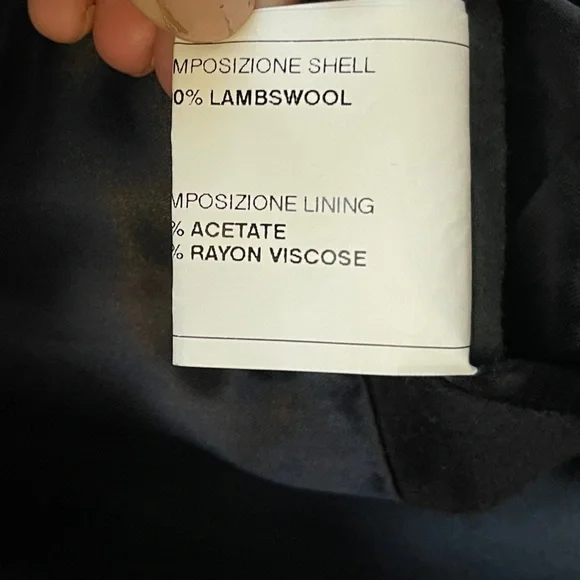 MPOSIZIONE SHELL
0% LAMBSWOOL
MPOSIZIONE LINING
% ACETATE
% RAYON VISCOSE